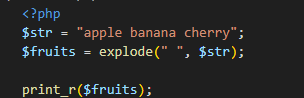 <?php
$str = "apple banana cherry";
$fruits = explode(" ", $str);
print_r($fruits);